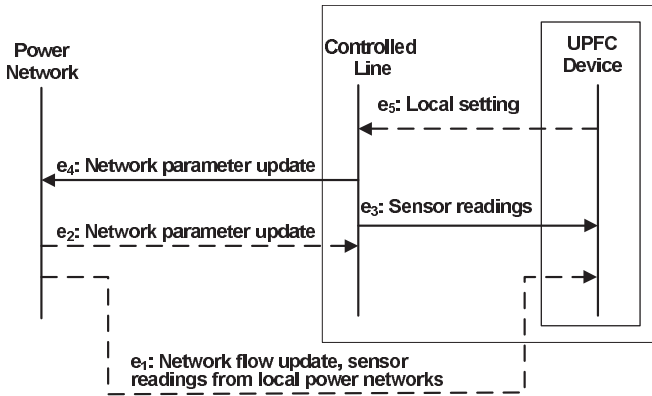 Power
Network
Controlled
Line
UPFC
Device
e₅: Local setting
e₄: Network parameter update
e₃: Sensor readings
e₂: Network parameter update
e₁: Network flow update, sensor
readings from local power networks